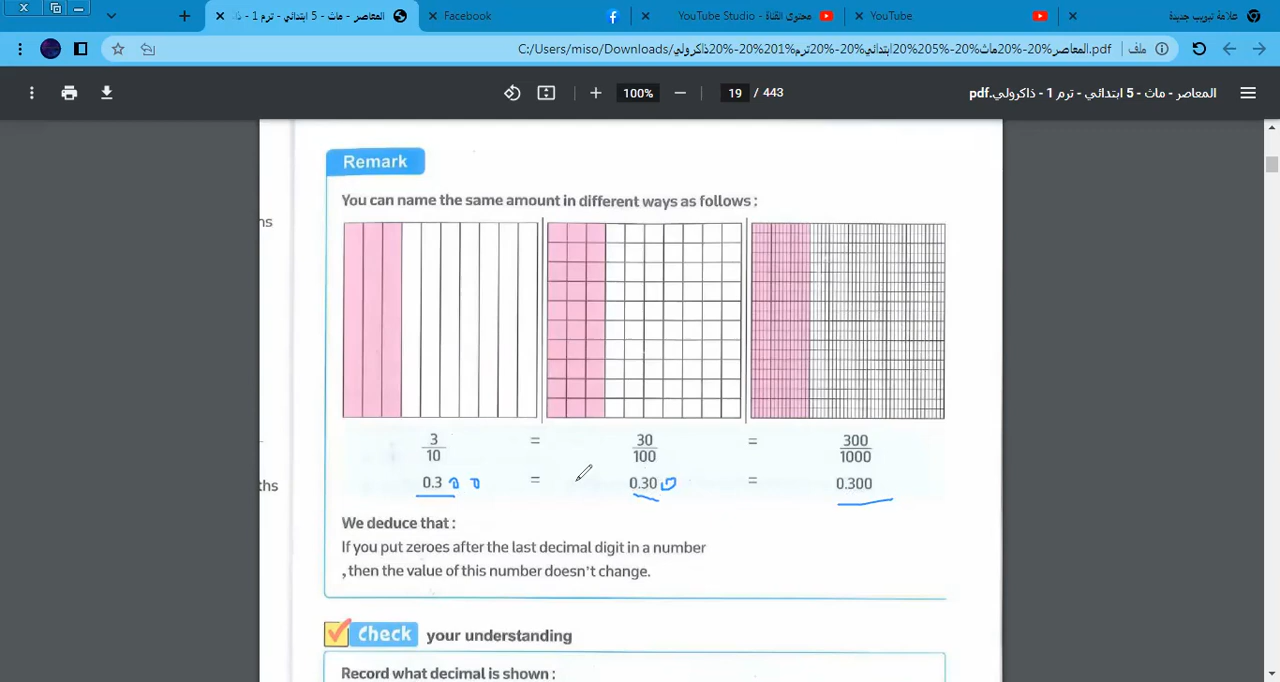 المعاصر - ماث - 5 ابتدائي - ترم 1 - ذ
Facebook
YouTube Studio - محتوى القناة
YouTube
علامة تبويب جديدة
ملف
C:/Users/miso/Downloads/المعاصر%20-%20ماث%20-%205%20ابتدائي%20-%20ترم%201%20-%20ذاكرولي.pdf
100%
19 / 443
المعاصر - ماث - 5 ابتدائي - ترم 1 - ذاكرولي.pdf
Remark
You can name the same amount in different ways as follows :
ns
3/10 = 30/100 = 300/1000
ths
0.3 = 0.30 = 0.300
We deduce that :
If you put zeroes after the last decimal digit in a number
,then the value of this number doesn't change.
Check your understanding
Record what decimal is shown :